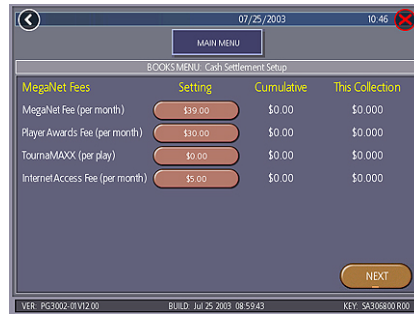 07/25/2003 10:46
MAIN MENU
BOOKS MENU: Cash Settlement Setup
MegaNet Fees Setting Cumulative This Collection
MegaNet Fee (per month) $39.00 $0.00 $0.000
Player Awards Fee (per month) $30.00 $0.00 $0.000
TournaMAXX (per play) $0.00 $0.00 $0.000
Internet Access Fee (per month) $5.00 $0.00 $0.000
NEXT
VER: PG3002-01V12.00 BUILD: Jul 25 2003 08:59:43 KEY: SA306800 R00